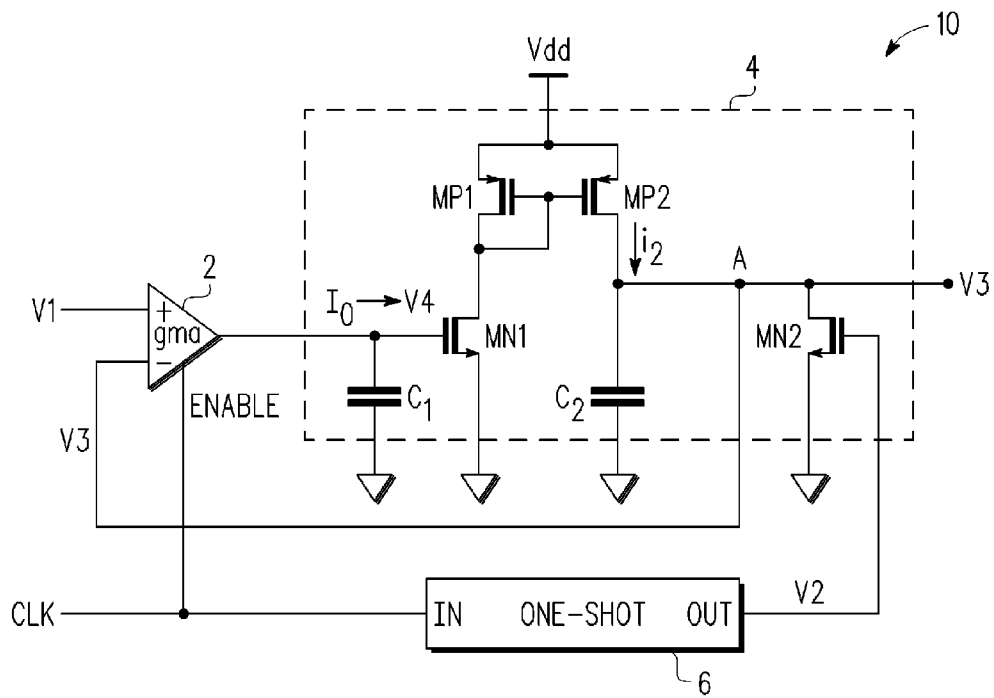 10
Vdd
4
MP1
MP2
i2
A
V3
2
V1
+
gma
−
I0
V4
MN1
MN2
C1
C2
ENABLE
V3
CLK
IN
ONE-SHOT
OUT
V2
6